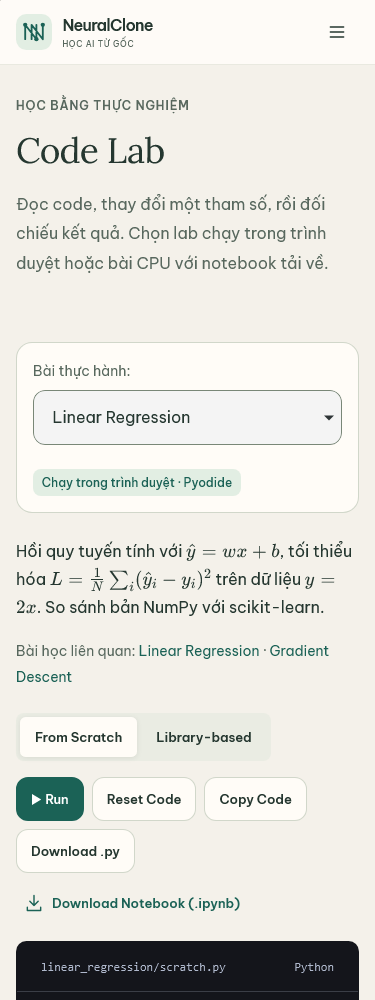 NeuralClone
HỌC AI TỪ GỐC
HỌC BẰNG THỰC NGHIỆM
Code Lab
Đọc code, thay đổi một tham số, rồi đối
chiếu kết quả. Chọn lab chạy trong trình
duyệt hoặc bài CPU với notebook tải về.
Bài thực hành:
Linear Regression
Chạy trong trình duyệt · Pyodide
Hồi quy tuyến tính với ŷ = wx + b, tối thiểu
hóa L = 1/N ∑ᵢ(ŷᵢ − yᵢ)² trên dữ liệu y =
2x. So sánh bản NumPy với scikit-learn.
Bài học liên quan: Linear Regression · Gradient
Descent
From Scratch Library-based
▶ Run Reset Code Copy Code
Download .py
Download Notebook (.ipynb)
linear_regression/scratch.py Python